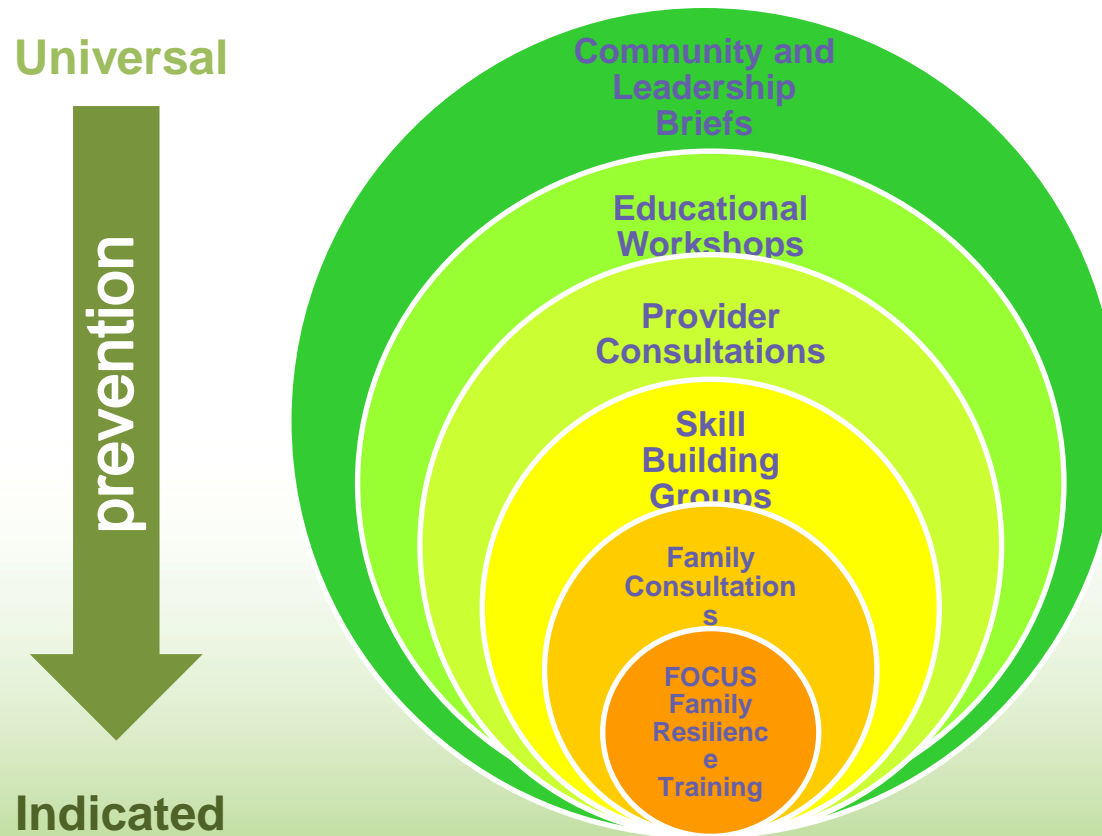 Universal
prevention
Indicated
Community and
Leadership
Briefs
Educational
Workshops
Provider
Consultations
Skill
Building
Groups
Family
Consultation
s
FOCUS
Family
Resilienc
e
Training